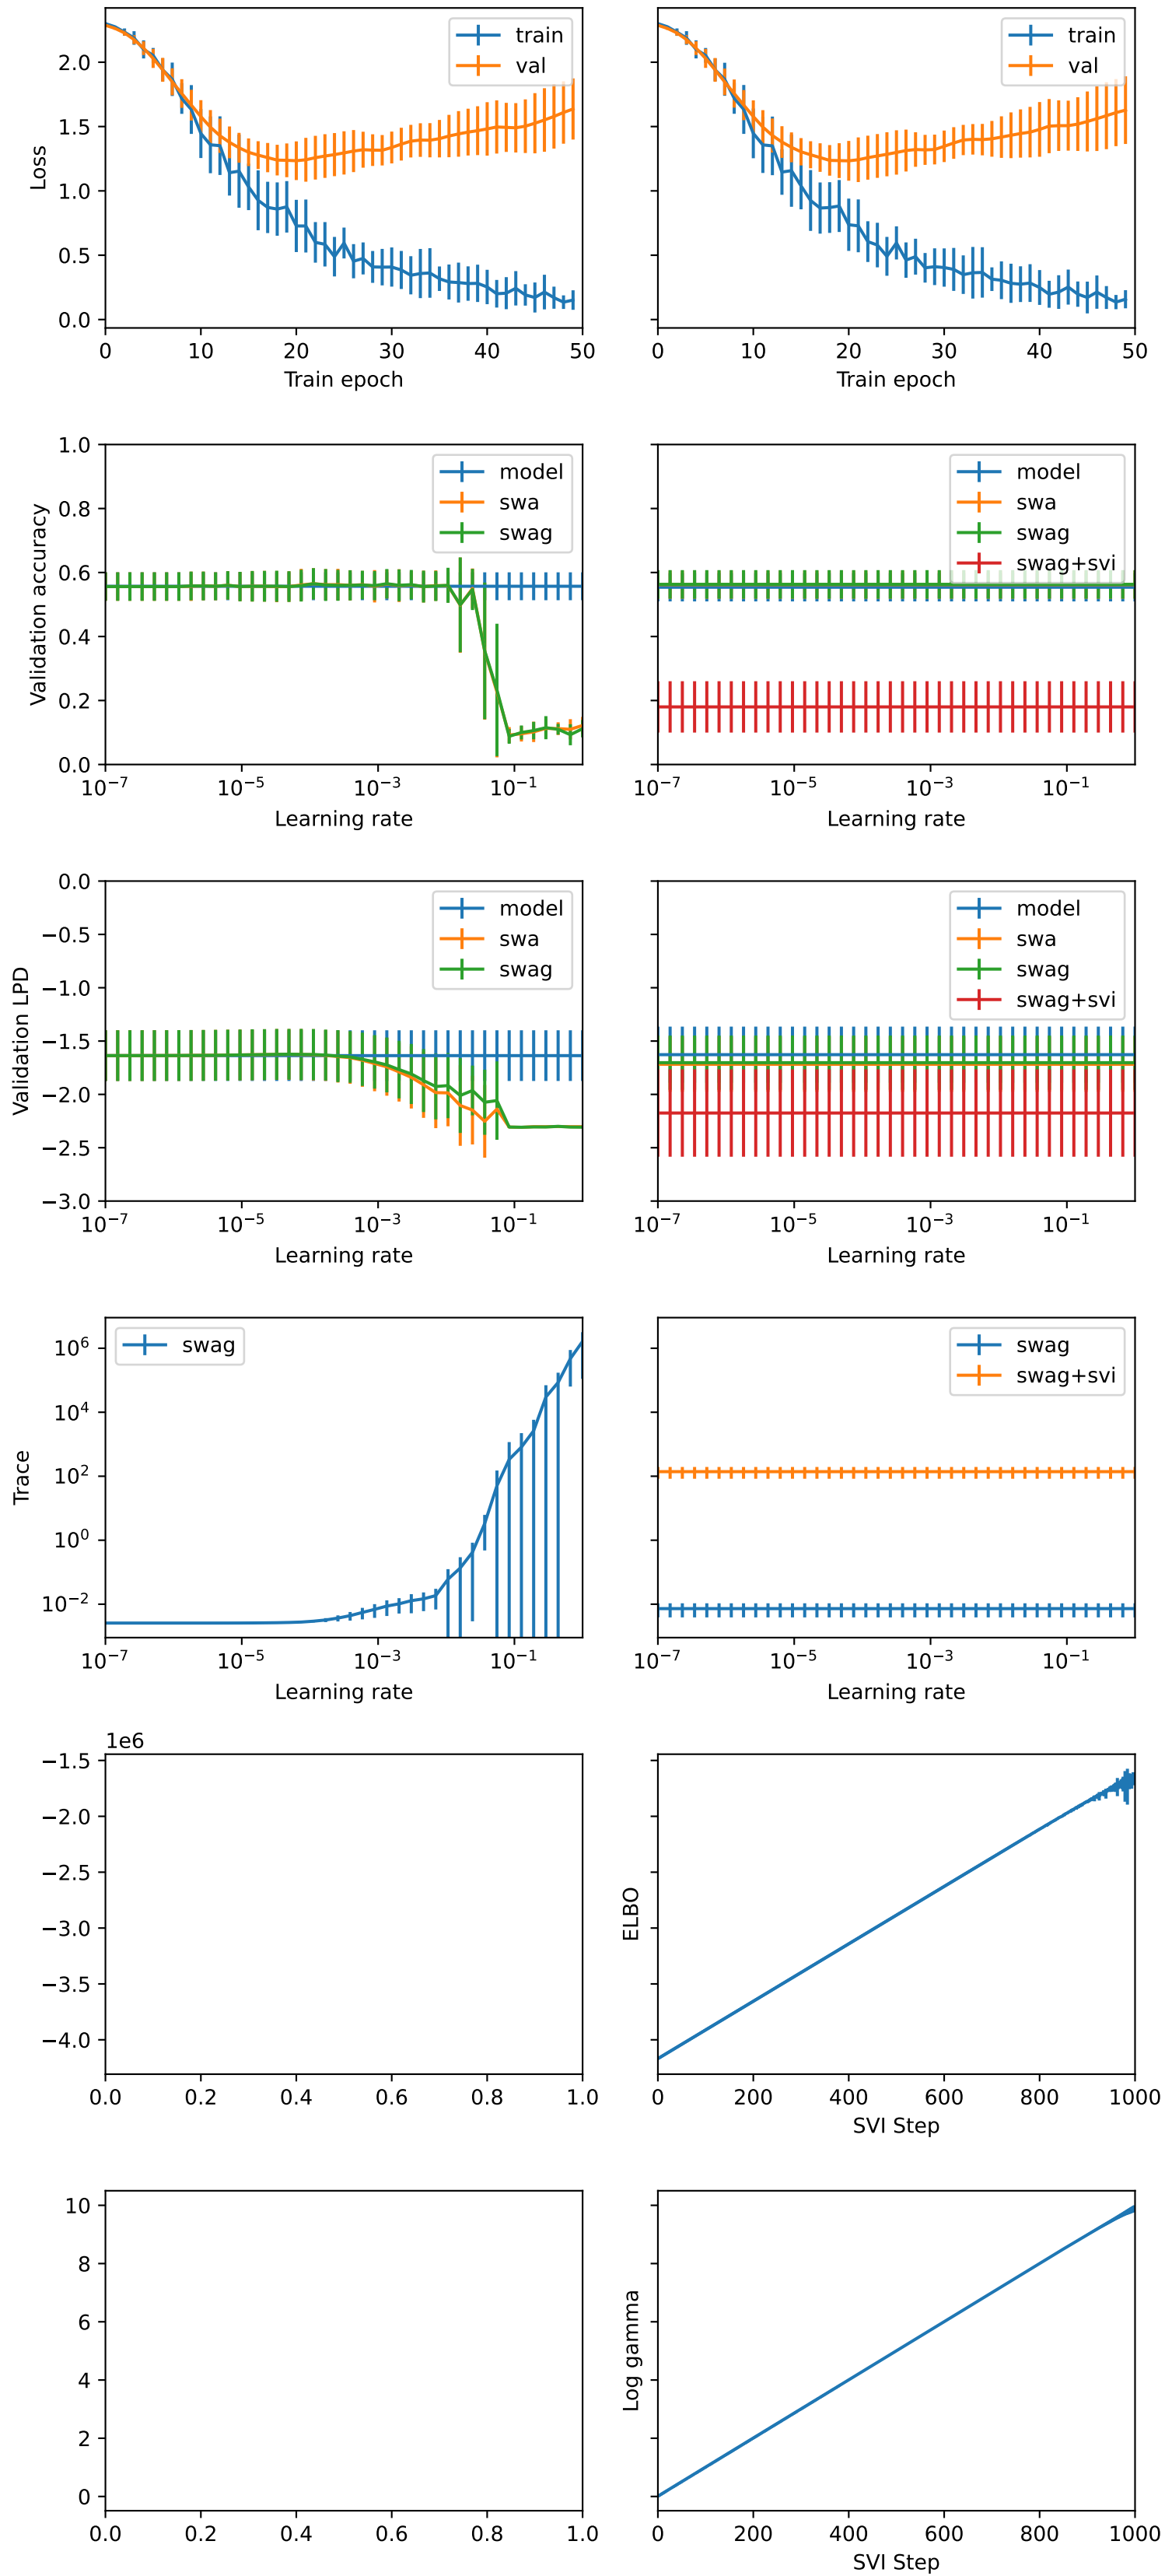 train
val
2.0
1.5
1.0
0.5
0.0
Loss
0 10 20 30 40 50
Train epoch
train
val
0 10 20 30 40 50
Train epoch
model
swa
swag
1.0
0.8
0.6
0.4
0.2
0.0
Validation accuracy
10⁻⁷ 10⁻⁵ 10⁻³ 10⁻¹
Learning rate
model
swa
swag
swag+svi
10⁻⁷ 10⁻⁵ 10⁻³ 10⁻¹
Learning rate
model
swa
swag
0.0
−0.5
−1.0
−1.5
−2.0
−2.5
−3.0
Validation LPD
10⁻⁷ 10⁻⁵ 10⁻³ 10⁻¹
Learning rate
model
swa
swag
swag+svi
10⁻⁷ 10⁻⁵ 10⁻³ 10⁻¹
Learning rate
swag
10⁶
10⁴
10²
10⁰
10⁻²
Trace
10⁻⁷ 10⁻⁵ 10⁻³ 10⁻¹
Learning rate
swag
swag+svi
10⁻⁷ 10⁻⁵ 10⁻³ 10⁻¹
Learning rate
1e6
−1.5
−2.0
−2.5
−3.0
−3.5
−4.0
0.0 0.2 0.4 0.6 0.8 1.0
ELBO
0 200 400 600 800 1000
SVI Step
10
8
6
4
2
0
0.0 0.2 0.4 0.6 0.8 1.0
Log gamma
0 200 400 600 800 1000
SVI Step